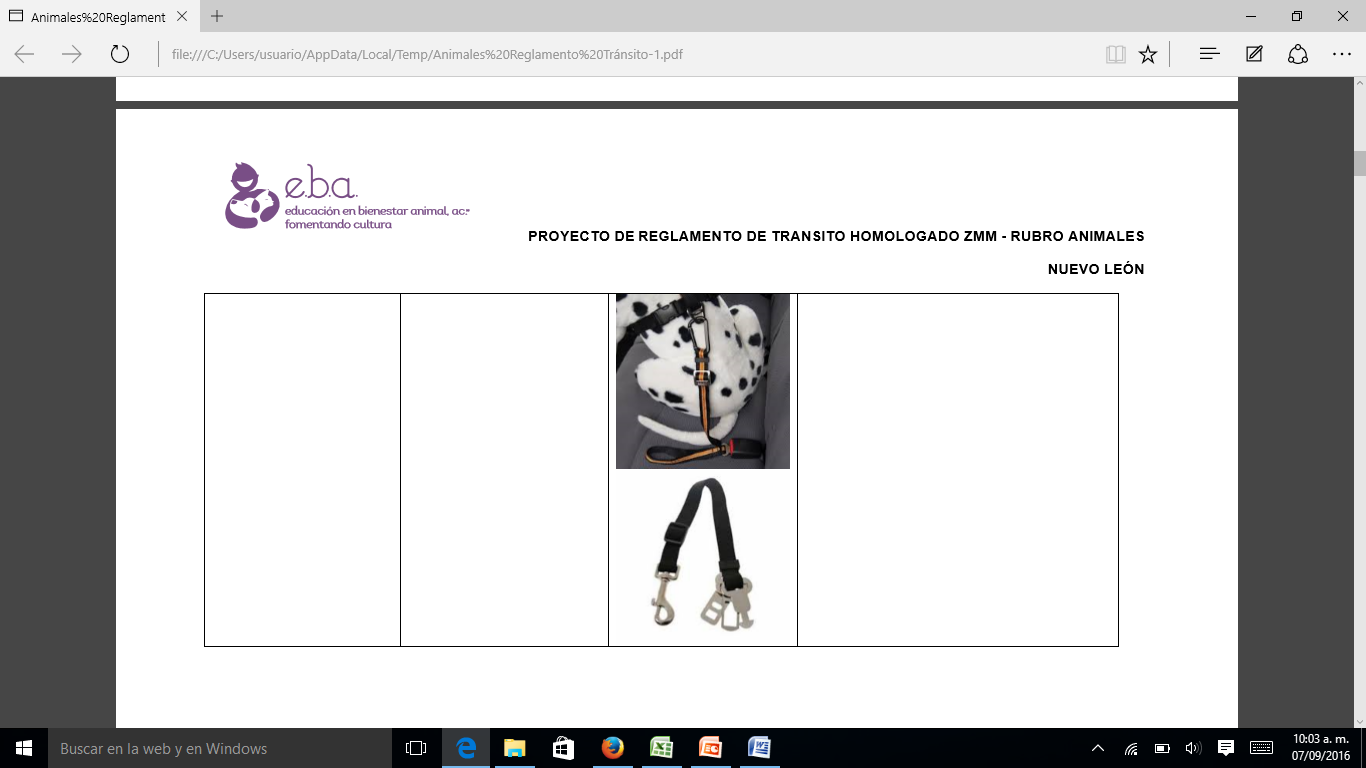 Animales%20Reglament
file:///C:/Users/usuario/AppData/Local/Temp/Animales%20Reglamento%20Tránsito-1.pdf
e.b.a.
educación en bienestar animal, ac.
fomentando cultura
PROYECTO DE REGLAMENTO DE TRANSITO HOMOLOGADO ZMM - RUBRO ANIMALES
NUEVO LEÓN
Buscar en la web y en Windows
10:03 a. m.
07/09/2016